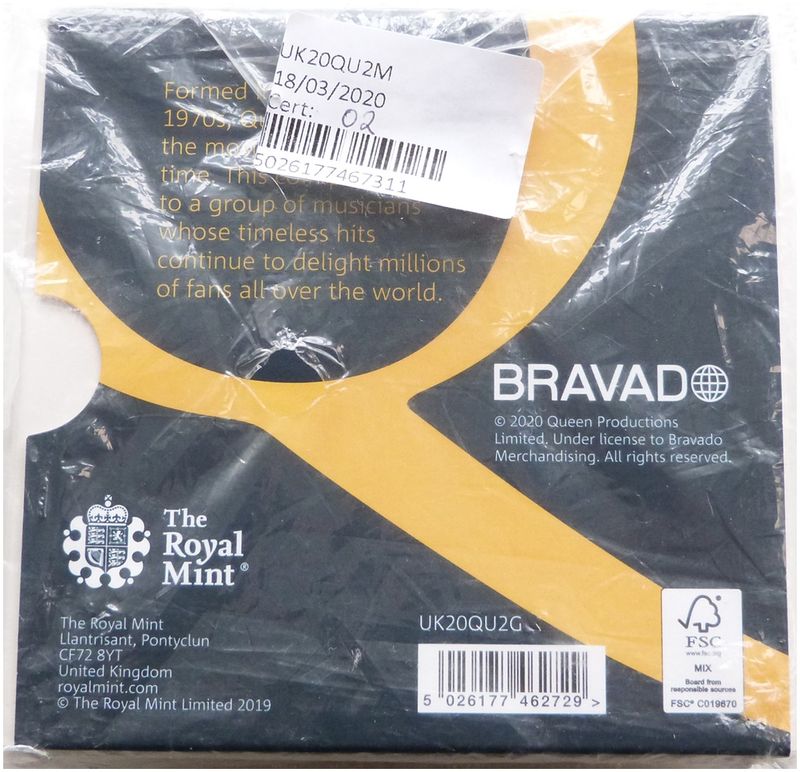 UK20QU2M
18/03/2020
Cert: 02
5026177467311
Formed
1970s,
the
time. This
to a group of musicians
whose timeless hits
continue to delight millions
of fans all over the world.
BRAVADO
© 2020 Queen Productions
Limited. Under license to Bravado
Merchandising. All rights reserved.
The
Royal
Mint®
The Royal Mint
Llantrisant, Pontyclun
CF72 8YT
United Kingdom
royalmint.com
© The Royal Mint Limited 2019
UK20QU2G
5 026177 462729 >
FSC
www.fsc.org
MIX
Board from
responsible sources
FSC® C019670